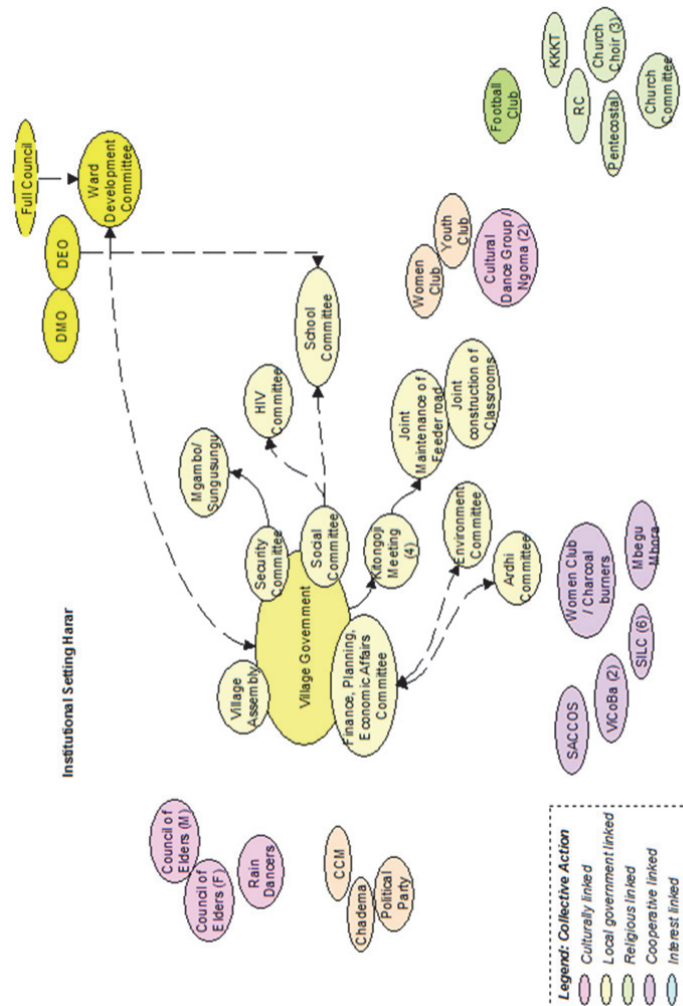 Institutional Setting Harar
Full Council
Ward
Development
Committee
DMO
DEO
School
Committee
HIV
Committee
Mgambo/
Sungusungu
Security
Committee
Social
Committee
Village
Assembly
Village Government
Finance, Planning,
Economic Affairs
Committee
Kitongoji
Meeting
(4)
Joint
Maintenance of
Feeder road
Joint
construction of
Classrooms
Environment
Committee
Ardhi
Committee
Council of
Elders (M)
Council of
Elders (F)
Rain
Dancers
CCM
Chadema
Political
Party
Women
Club
Youth
Club
Cultural
Dance Group /
Ngoma (2)
Football
Club
KKKT
RC
Church
Choir (3)
Pentecostal
Church
Committee
SACCOS
ViCoBa (2)
SILC (6)
Women Club
/ Charcoal
burners
Mbegu
Mbora
Legend: Collective Action
Culturally linked
Local government linked
Religious linked
Cooperative linked
Interest linked